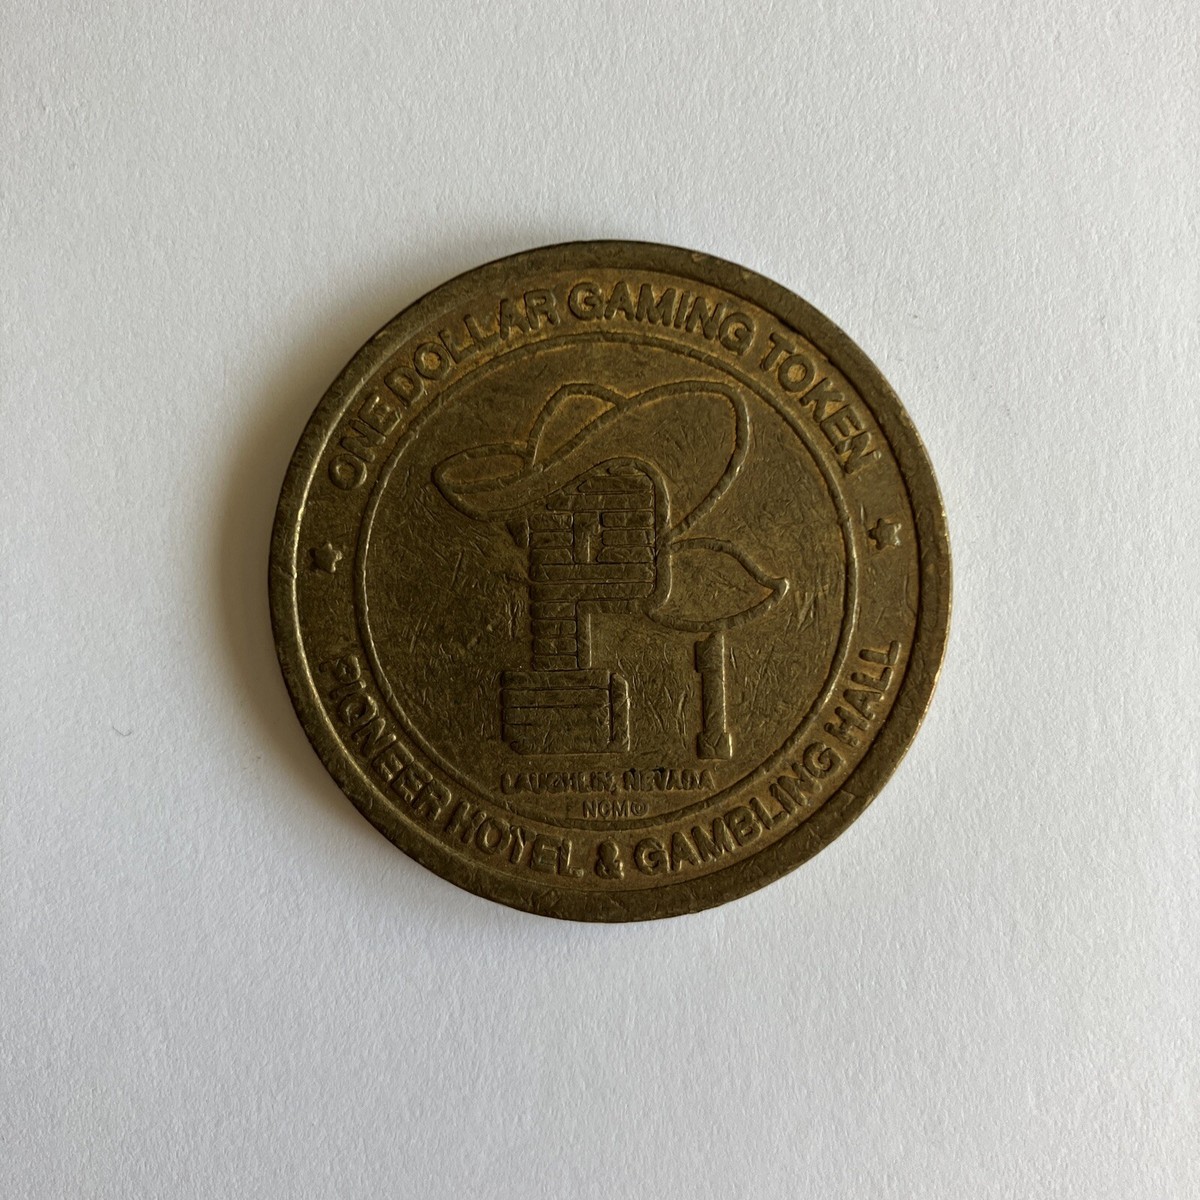 ONE DOLLAR GAMING TOKEN
LAUGHLIN, NEVADA
NCM©
PIONEER HOTEL & GAMBLING HALL